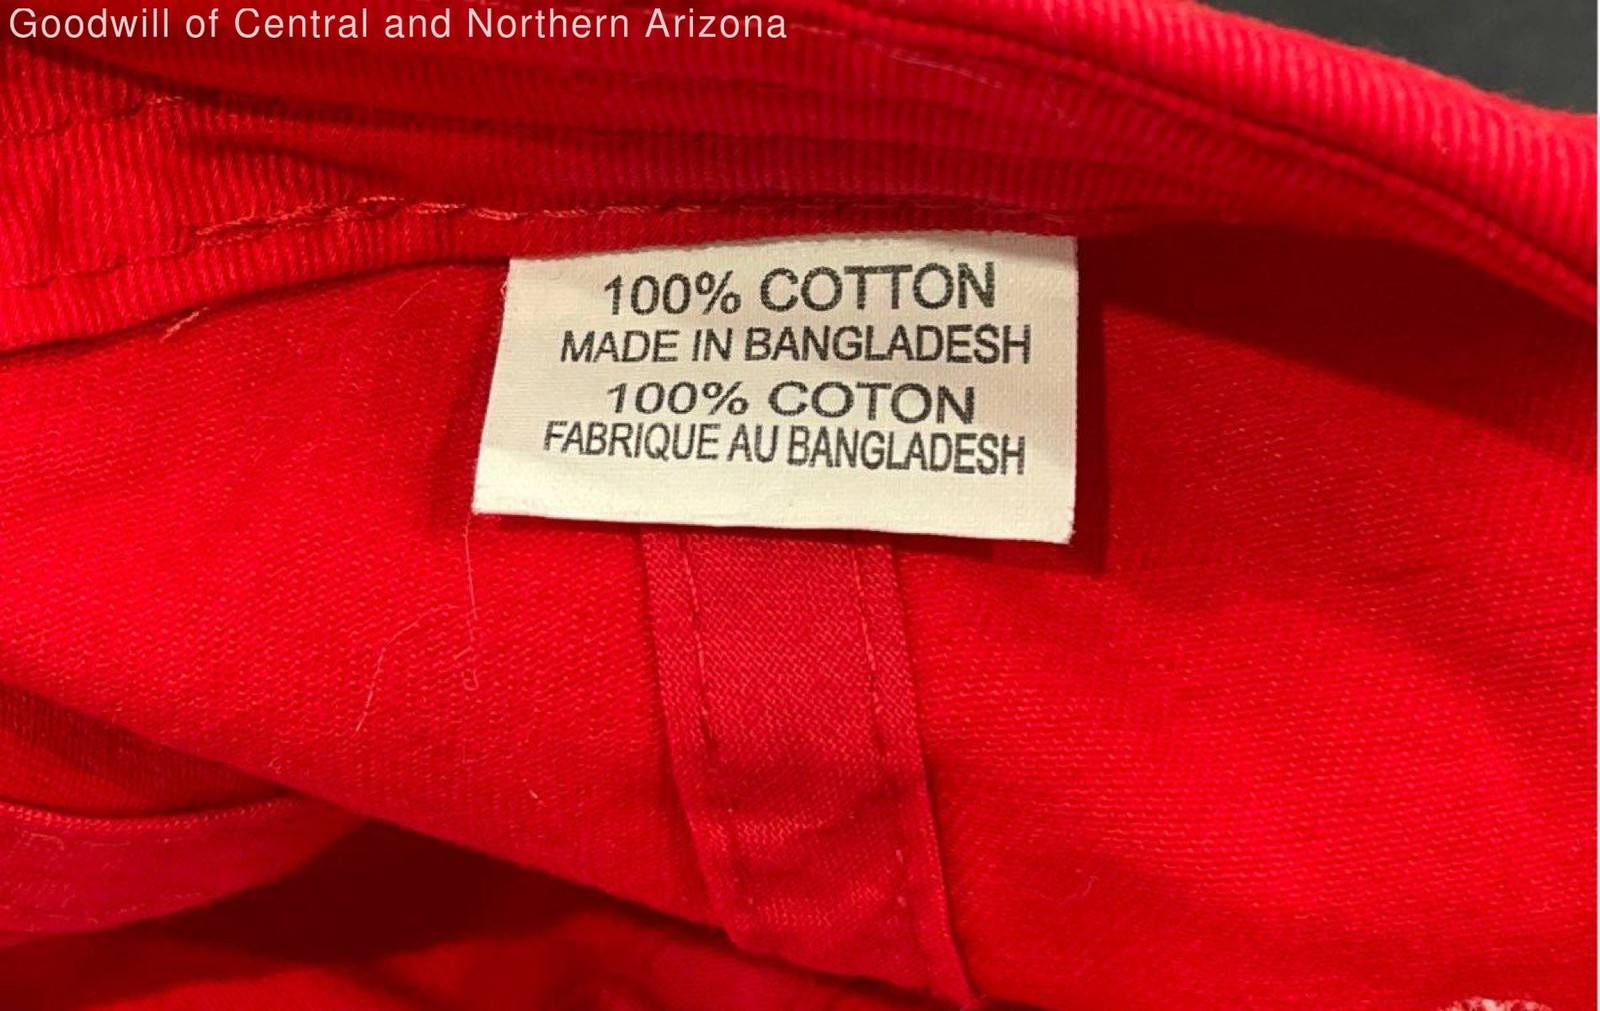 Goodwill of Central and Northern Arizona
100% COTTON
MADE IN BANGLADESH
100% COTON
FABRIQUE AU BANGLADESH